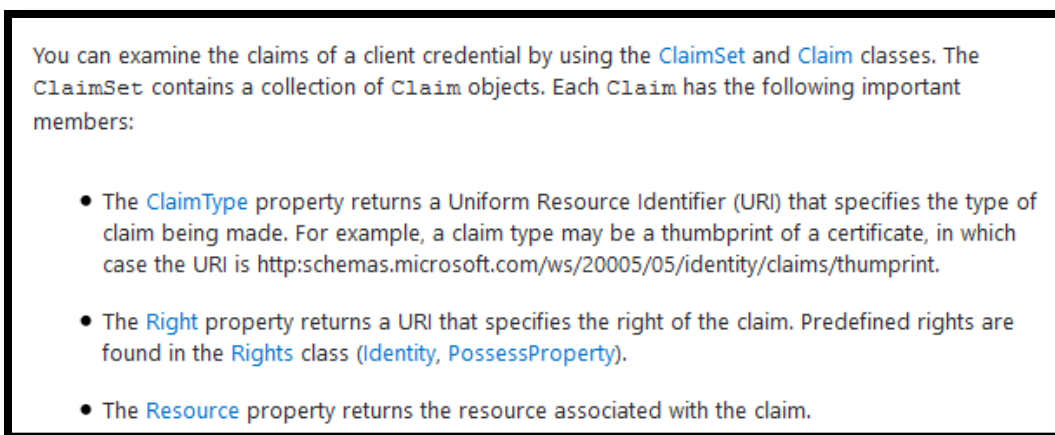 You can examine the claims of a client credential by using the ClaimSet and Claim classes. The
ClaimSet contains a collection of Claim objects. Each Claim has the following important
members:
● The ClaimType property returns a Uniform Resource Identifier (URI) that specifies the type of
claim being made. For example, a claim type may be a thumbprint of a certificate, in which
case the URI is http:schemas.microsoft.com/ws/20005/05/identity/claims/thumprint.
● The Right property returns a URI that specifies the right of the claim. Predefined rights are
found in the Rights class (Identity, PossessProperty).
● The Resource property returns the resource associated with the claim.